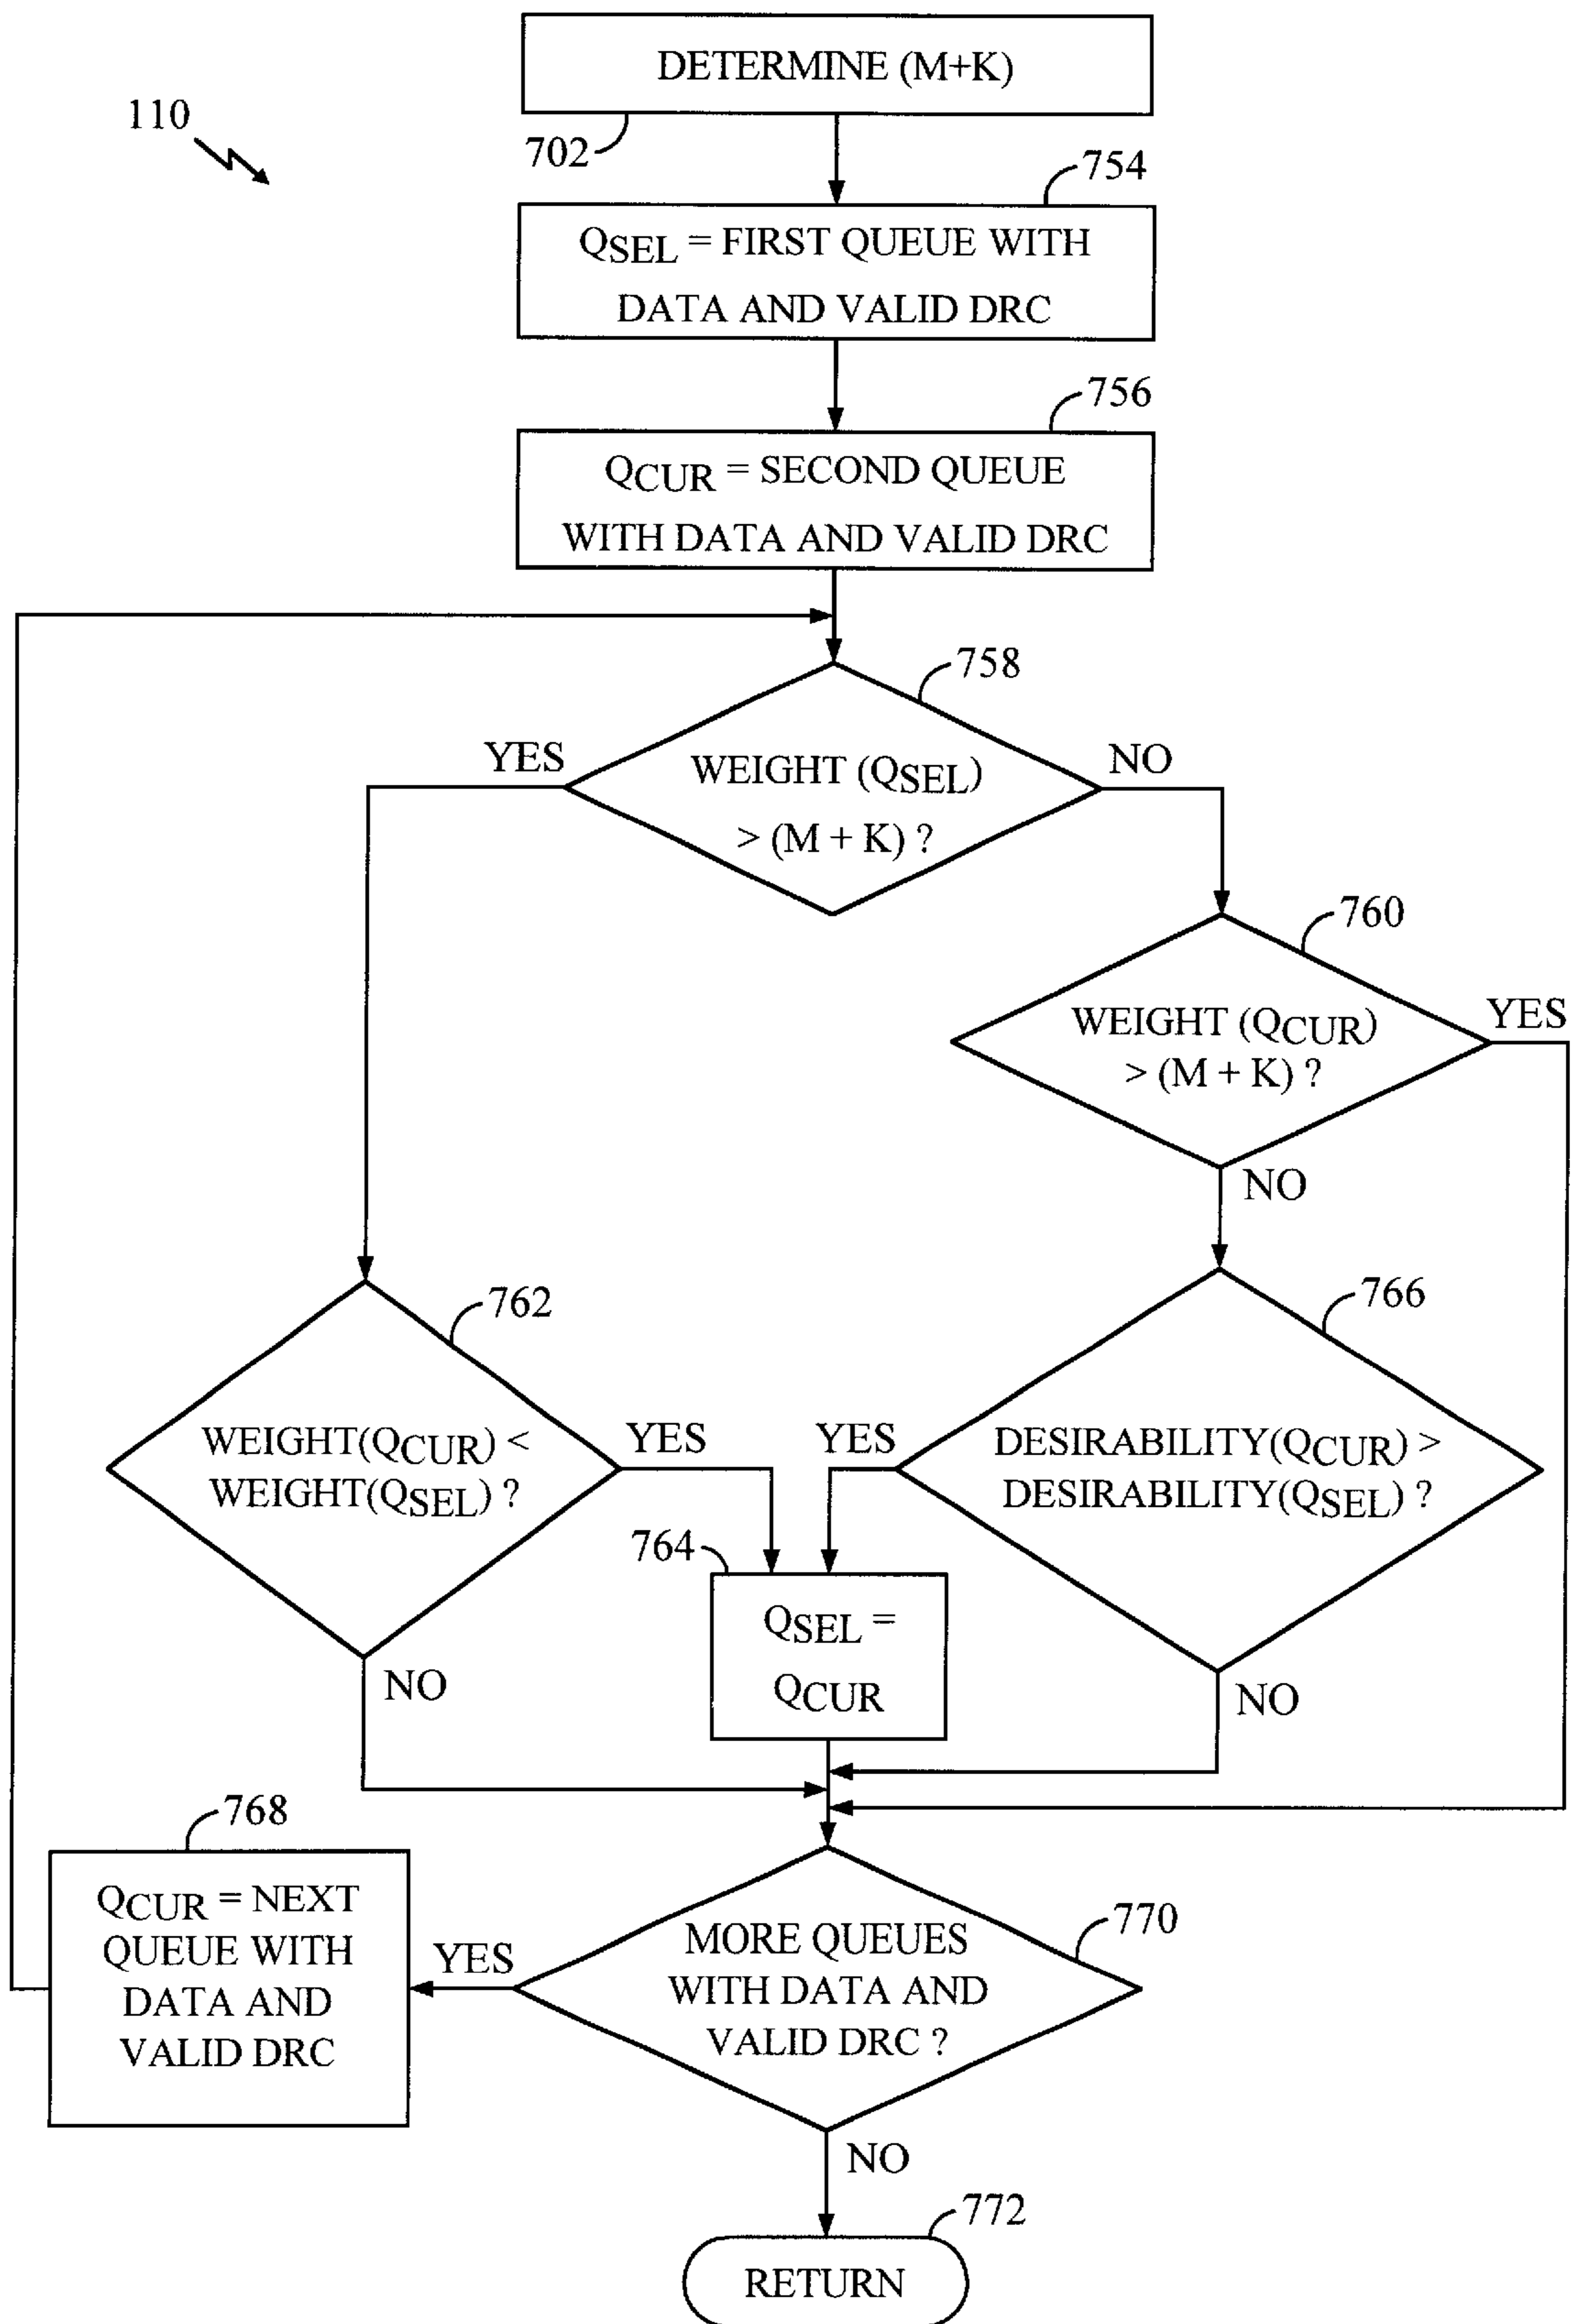 DETERMINE (M+K)
110
702
754
QSEL = FIRST QUEUE WITH
DATA AND VALID DRC
756
QCUR = SECOND QUEUE
WITH DATA AND VALID DRC
758
YES
NO
WEIGHT (QSEL)
> (M + K) ?
760
WEIGHT (QCUR)
> (M + K) ?
YES
NO
762
766
WEIGHT(QCUR) <
WEIGHT(QSEL) ?
YES
YES
DESIRABILITY(QCUR) >
DESIRABILITY(QSEL) ?
764
QSEL =
QCUR
NO
NO
768
QCUR = NEXT
QUEUE WITH
DATA AND
VALID DRC
YES
770
MORE QUEUES
WITH DATA AND
VALID DRC ?
NO
772
RETURN